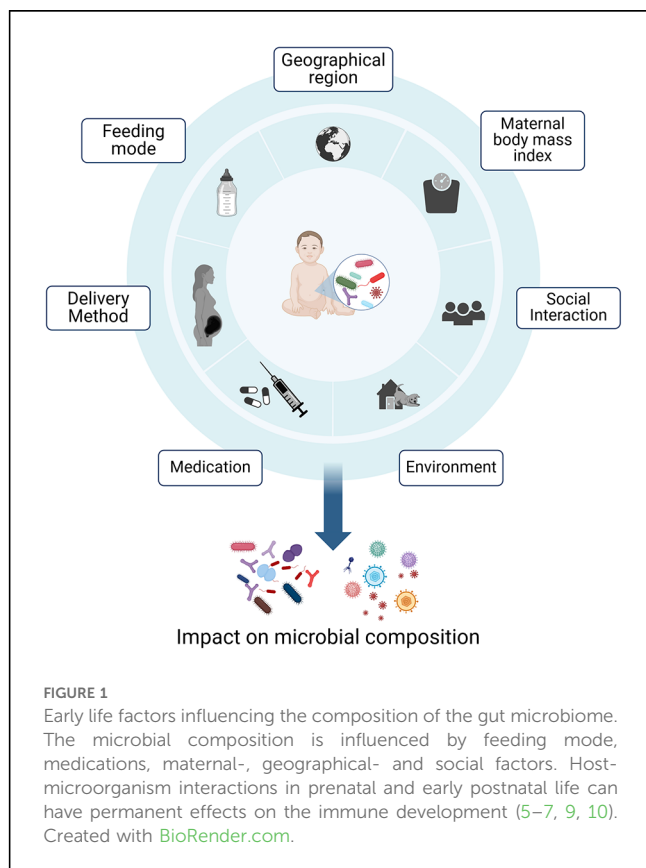 Geographical
region
Feeding
mode
Maternal
body mass
index
Delivery
Method
Social
Interaction
Medication
Environment
Impact on microbial composition
FIGURE 1
Early life factors influencing the composition of the gut microbiome.
The microbial composition is influenced by feeding mode,
medications, maternal-, geographical- and social factors. Host-
microorganism interactions in prenatal and early postnatal life can
have permanent effects on the immune development (5–7, 9, 10).
Created with BioRender.com.